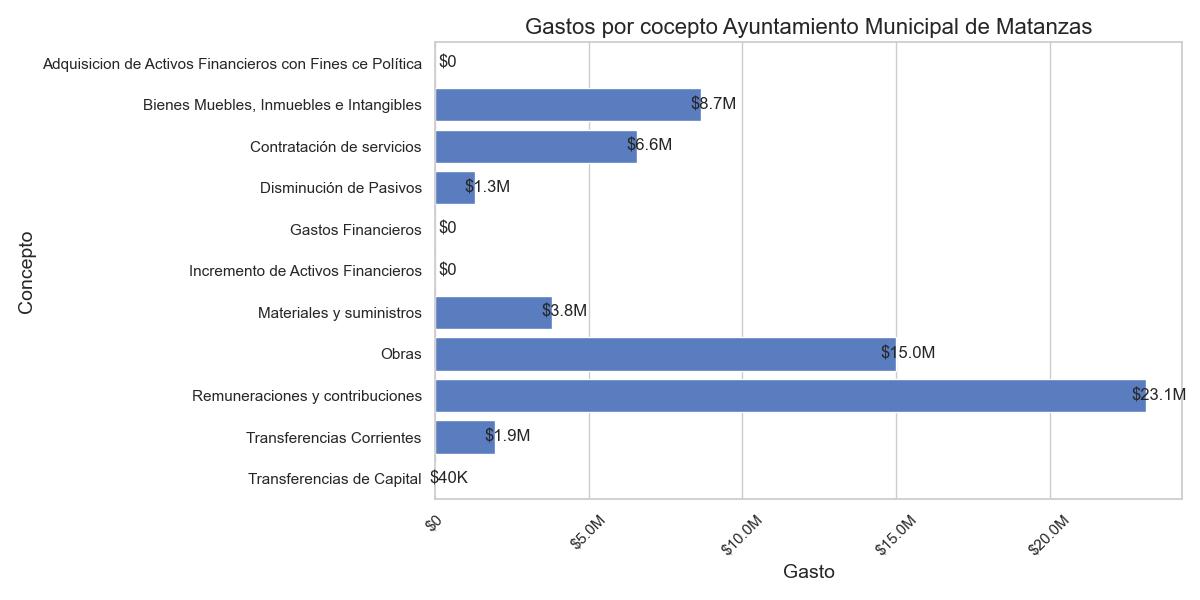 Gastos por cocepto Ayuntamiento Municipal de Matanzas
Concepto
Adquisicion de Activos Financieros con Fines ce Política $0
Bienes Muebles, Inmuebles e Intangibles $8.7M
Contratación de servicios $6.6M
Disminución de Pasivos $1.3M
Gastos Financieros $0
Incremento de Activos Financieros $0
Materiales y suministros $3.8M
Obras $15.0M
Remuneraciones y contribuciones $23.1M
Transferencias Corrientes $1.9M
Transferencias de Capital $40K
$0 $5.0M $10.0M $15.0M $20.0M
Gasto